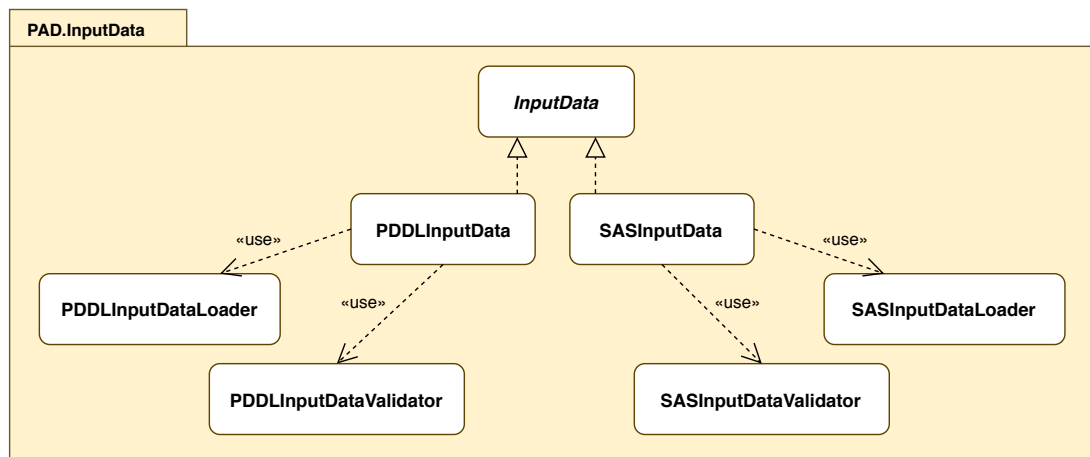 PAD.InputData
InputData
PDDLInputData
SASInputData
«use»
«use»
PDDLInputDataLoader
SASInputDataLoader
«use»
«use»
PDDLInputDataValidator
SASInputDataValidator